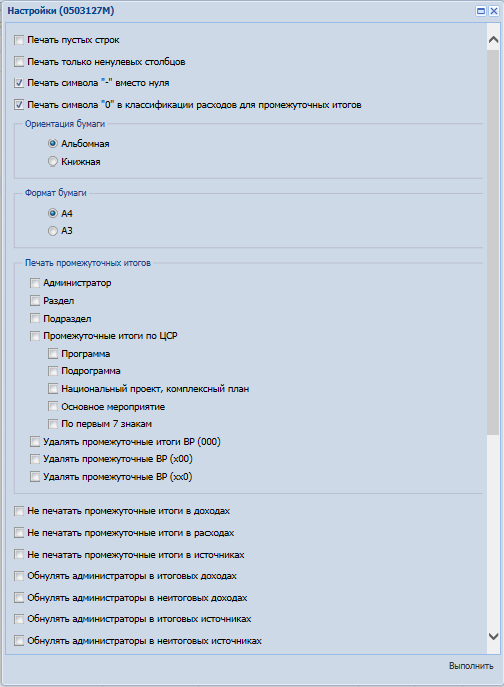 Настройки (0503127М)
Печать пустых строк
Печать только ненулевых столбцов
Печать символа "-" вместо нуля
Печать символа "0" в классификации расходов для промежуточных итогов
Ориентация бумаги
Альбомная
Книжная
Формат бумаги
А4
А3
Печать промежуточных итогов
Администратор
Раздел
Подраздел
Промежуточные итоги по ЦСР
Программа
Подрограмма
Национальный проект, комплексный план
Основное мероприятие
По первым 7 знакам
Удалять промежуточные итоги ВР (000)
Удалять промежуточные ВР (x00)
Удалять промежуточные ВР (xx0)
Не печатать промежуточные итоги в доходах
Не печатать промежуточные итоги в расходах
Не печатать промежуточные итоги в источниках
Обнулять администраторы в итоговых доходах
Обнулять администраторы в неитоговых доходах
Обнулять администраторы в итоговых источниках
Обнулять администраторы в неитоговых источниках
Выполнить